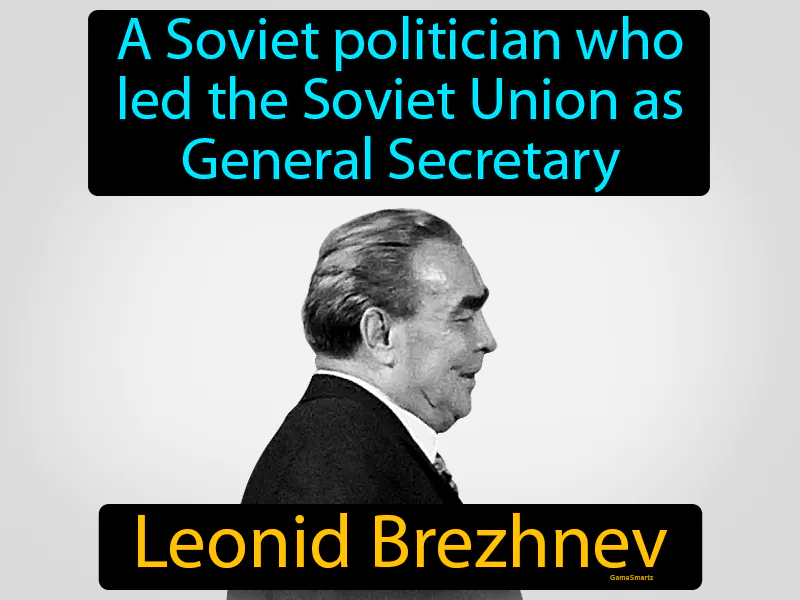 A Soviet politician who
led the Soviet Union as
General Secretary
Leonid Brezhnev
GameSmartz